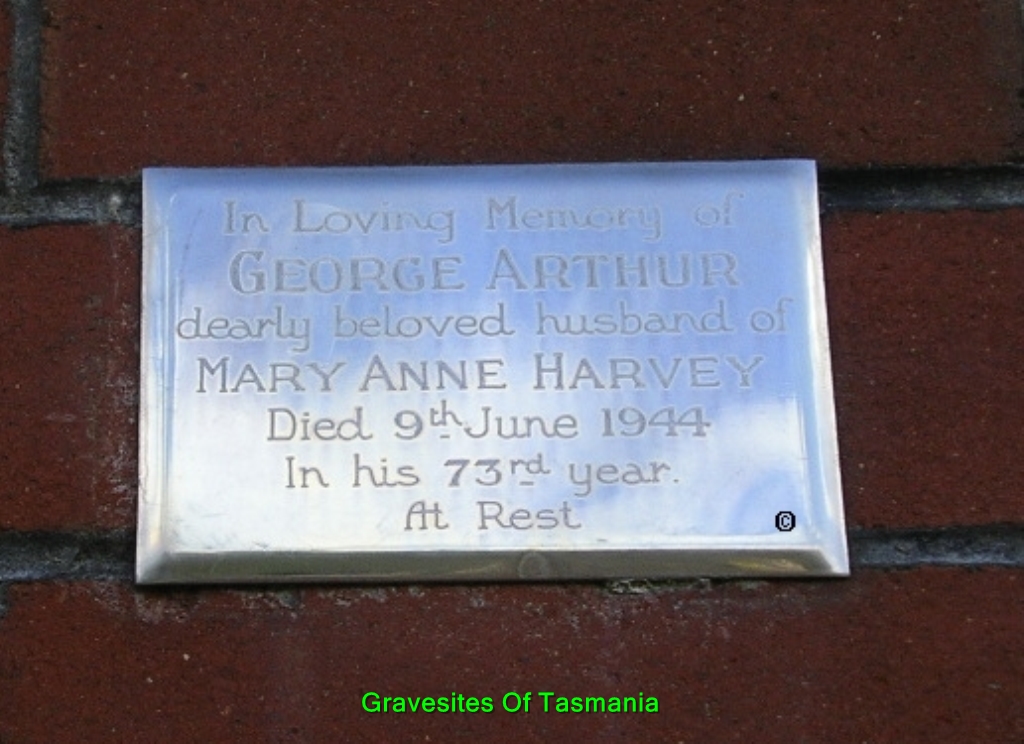 In Loving Memory of
GEORGE ARTHUR
dearly beloved husband of
MARY ANNE HARVEY
Died 9th June 1944
In his 73rd year.
At Rest
©
Gravesites Of Tasmania